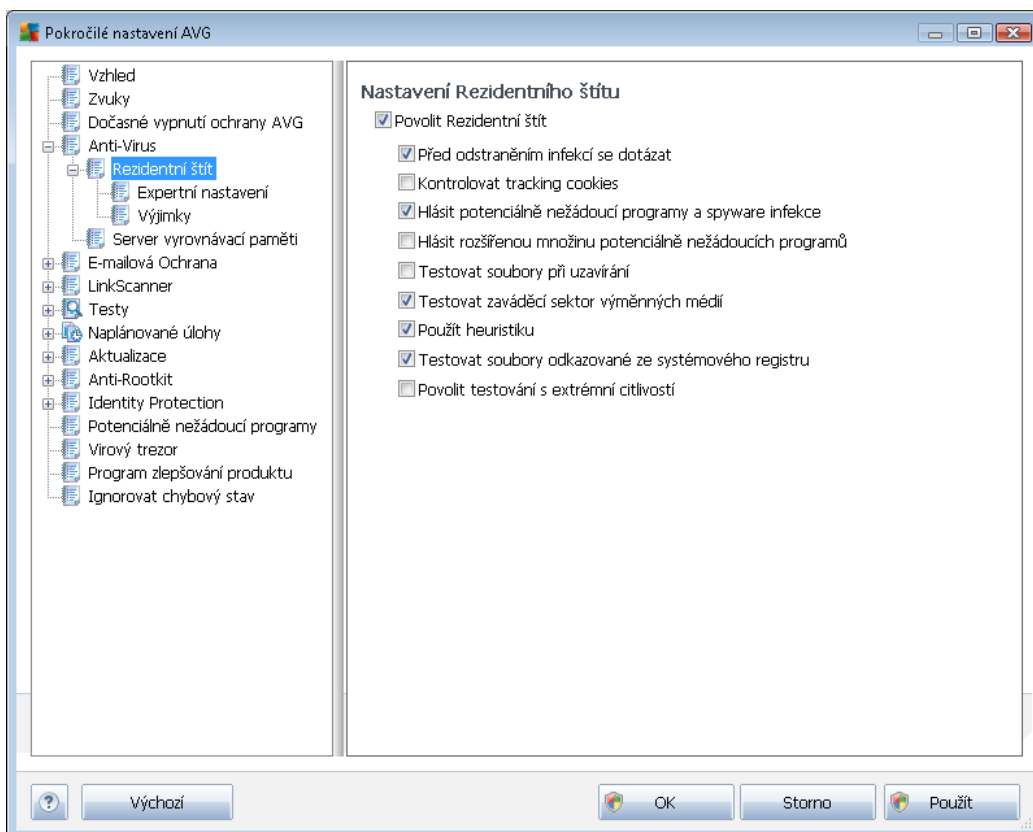 Pokročilé nastavení AVG
Vzhled
Zvuky
Dočasné vypnutí ochrany AVG
Anti-Virus
Rezidentní štít
Expertní nastavení
Výjimky
Server vyrovnávací paměti
E-mailová Ochrana
LinkScanner
Testy
Naplánované úlohy
Aktualizace
Anti-Rootkit
Identity Protection
Potenciálně nežádoucí programy
Virový trezor
Program zlepšování produktu
Ignorovat chybový stav
Nastavení Rezidentního štítu
Povolit Rezidentní štít
Před odstraněním infekcí se dotázat
Kontrolovat tracking cookies
Hlásit potenciálně nežádoucí programy a spyware infekce
Hlásit rozšířenou množinu potenciálně nežádoucích programů
Testovat soubory při uzavírání
Testovat zaváděcí sektor výměnných médií
Použít heuristiku
Testovat soubory odkazované ze systémového registru
Povolit testování s extrémní citlivostí
?
Výchozí
OK
Storno
Použít